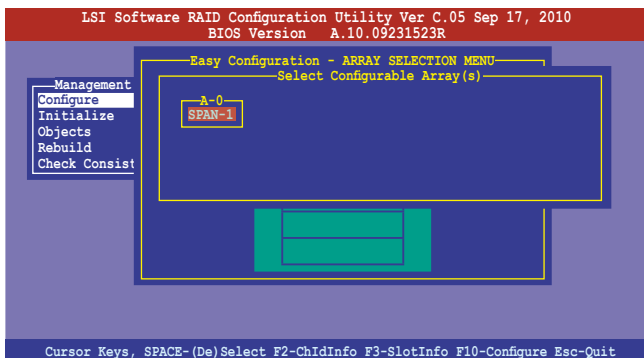 LSI Software RAID Configuration Utility Ver C.05 Sep 17, 2010
BIOS Version A.10.09231523R
Easy Configuration - ARRAY SELECTION MENU
Select Configurable Array(s)
Management
Configure
Initialize
Objects
Rebuild
Check Consist
A-0
SPAN-1
Cursor Keys, SPACE-(De)Select F2-ChIdInfo F3-SlotInfo F10-Configure Esc-Quit